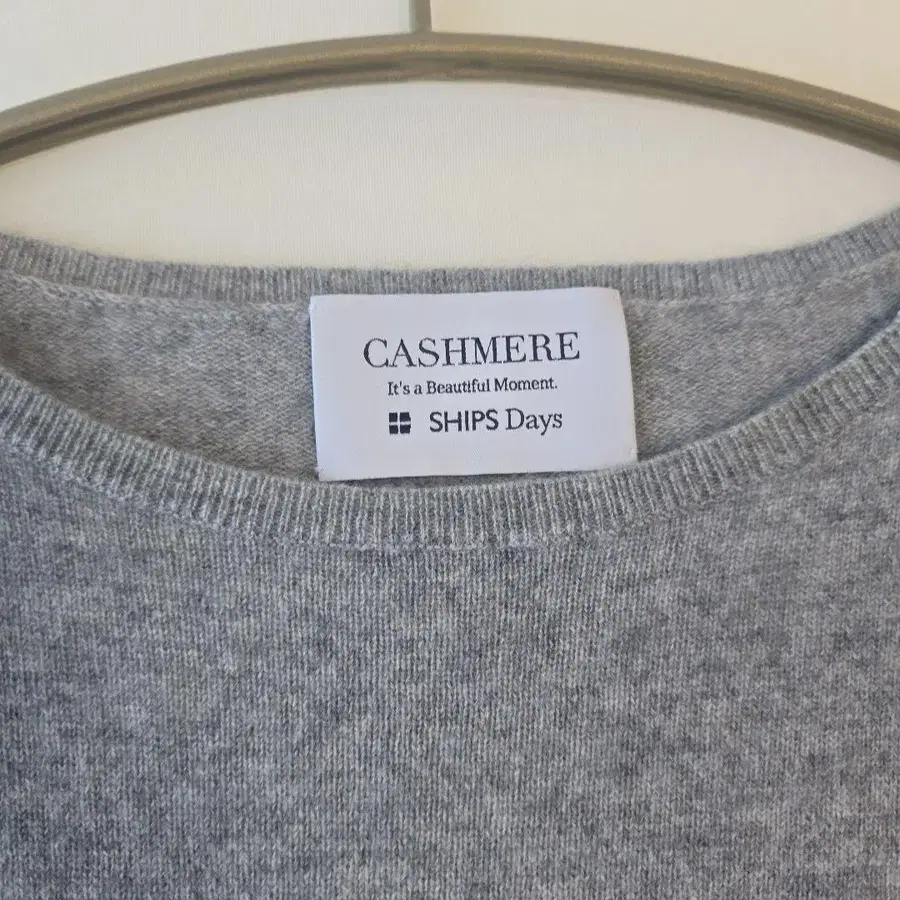 CASHMERE
It's a Beautiful Moment.
SHIPS Days